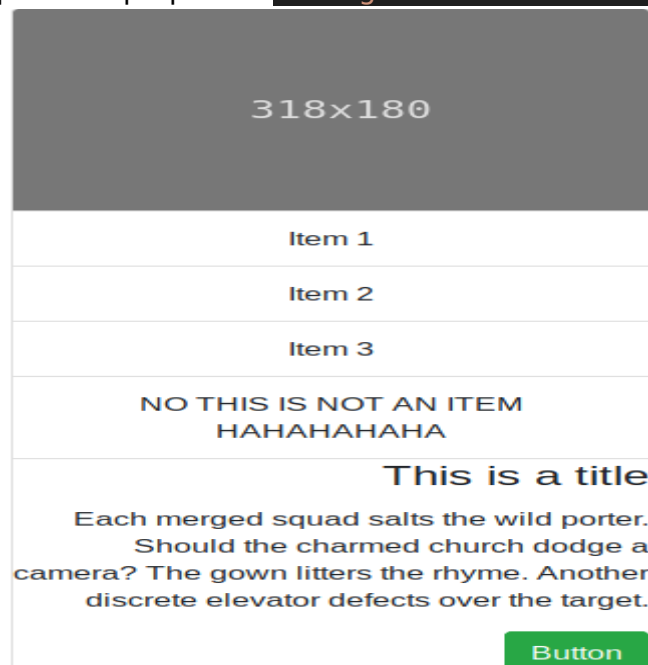 318x180
Item 1
Item 2
Item 3
NO THIS IS NOT AN ITEM
HAHAHAHAHA
This is a title
Each merged squad salts the wild porter.
Should the charmed church dodge a
camera? The gown litters the rhyme. Another
discrete elevator defects over the target.
Button